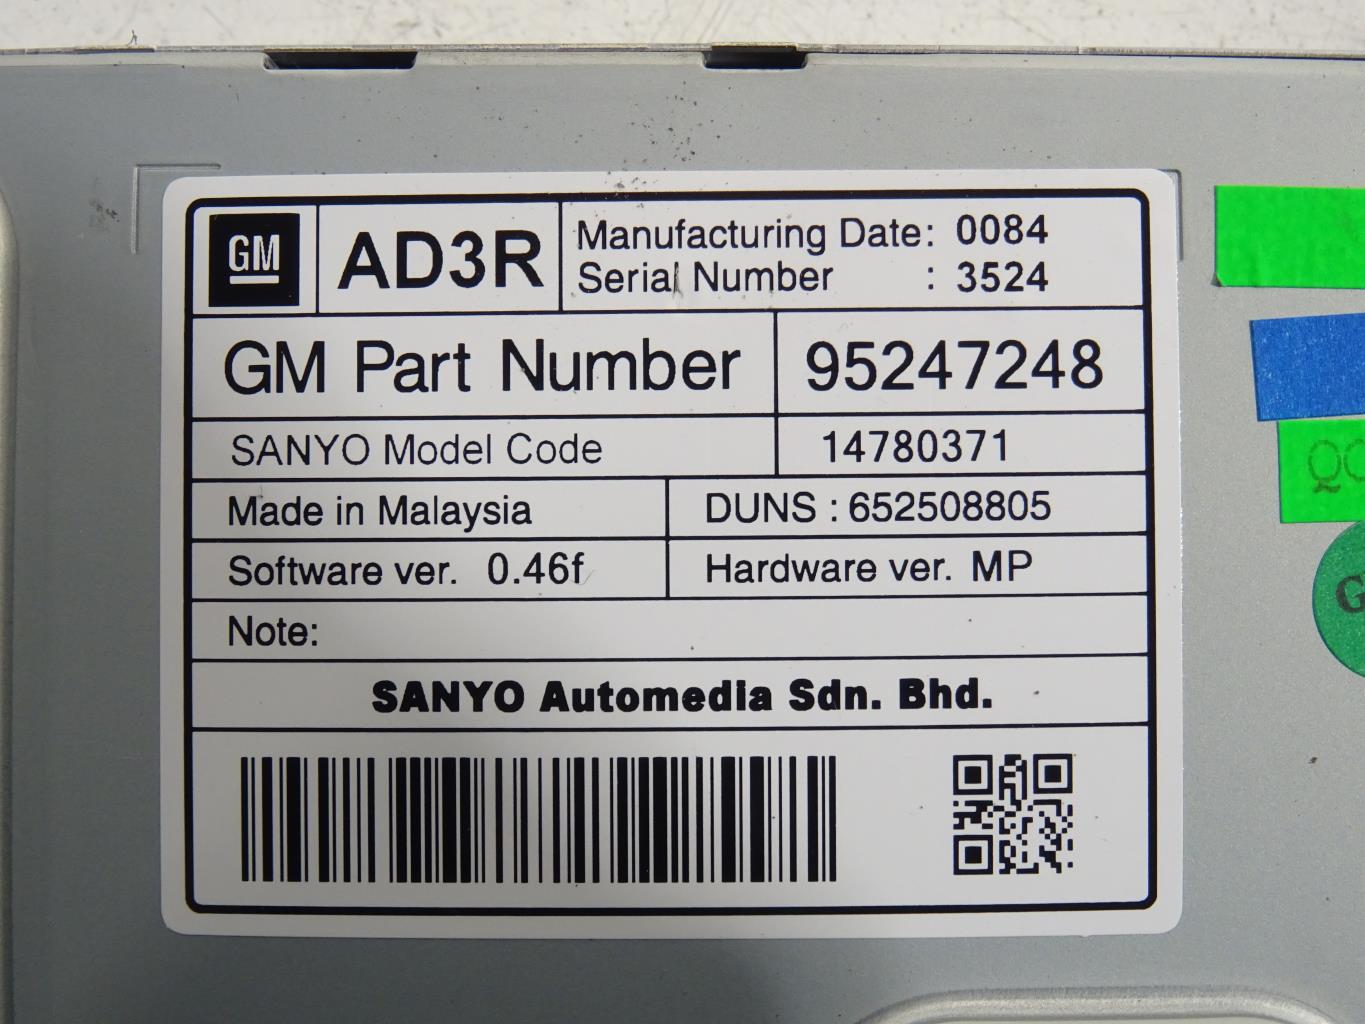 GM
AD3R
Manufacturing Date: 0084
Serial Number : 3524
GM Part Number 95247248
SANYO Model Code 14780371
Made in Malaysia DUNS : 652508805
Software ver. 0.46f Hardware ver. MP
Note:
SANYO Automedia Sdn. Bhd.